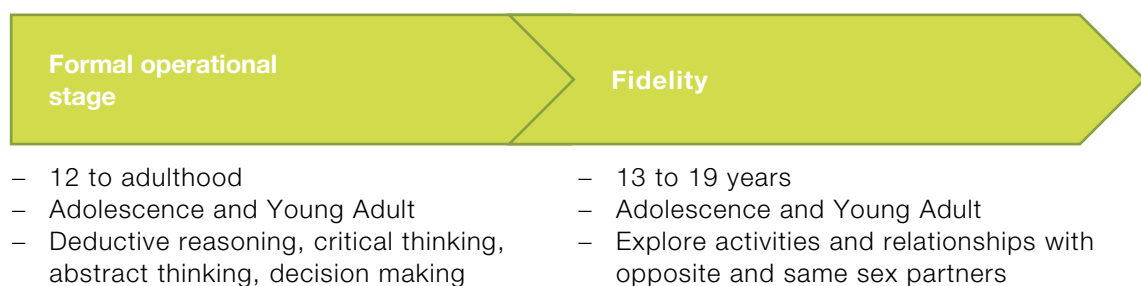 Formal operational
stage
Fidelity
– 12 to adulthood
– Adolescence and Young Adult
– Deductive reasoning, critical thinking,
abstract thinking, decision making
– 13 to 19 years
– Adolescence and Young Adult
– Explore activities and relationships with
opposite and same sex partners